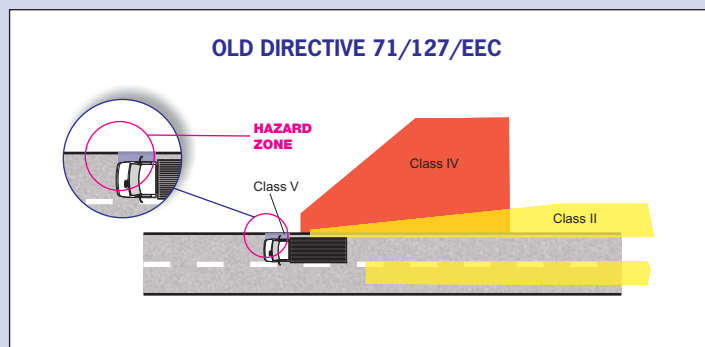 OLD DIRECTIVE 71/127/EEC
HAZARD
ZONE
Class IV
Class V
Class II